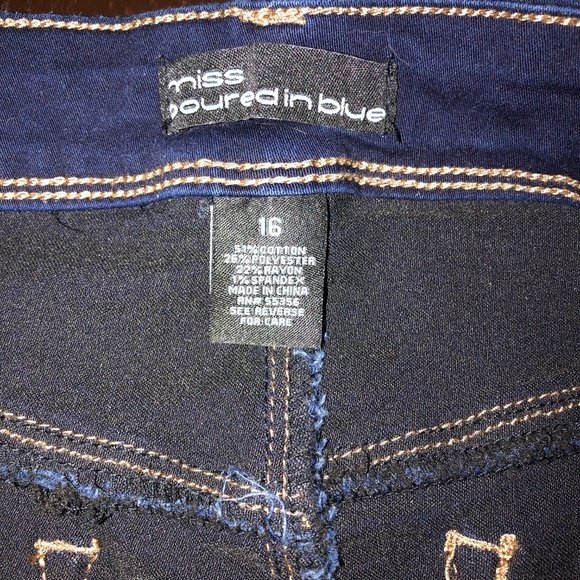 miss
poured in blue
16
51% COTTON
26% POLYESTER
22% RAYON
1% SPANDEX
MADE IN CHINA
RN# 55356
SEE REVERSE
FOR CARE